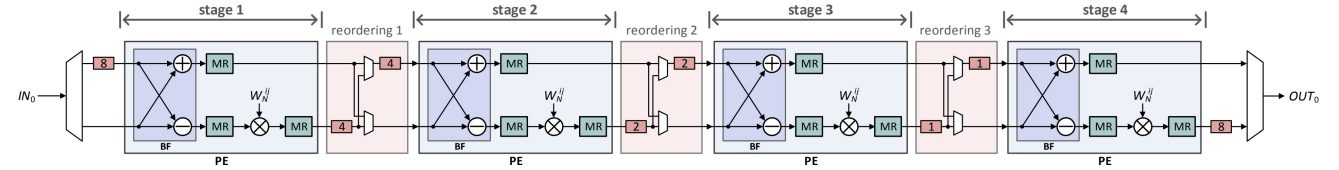 stage 1
stage 2
stage 3
stage 4
reordering 1
reordering 2
reordering 3
IN0
8
MR
W_N^ij
MR
MR
BF
PE
4
4
MR
W_N^ij
MR
MR
BF
PE
2
2
MR
W_N^ij
MR
MR
BF
PE
1
1
MR
W_N^ij
MR
MR
BF
PE
8
OUT0